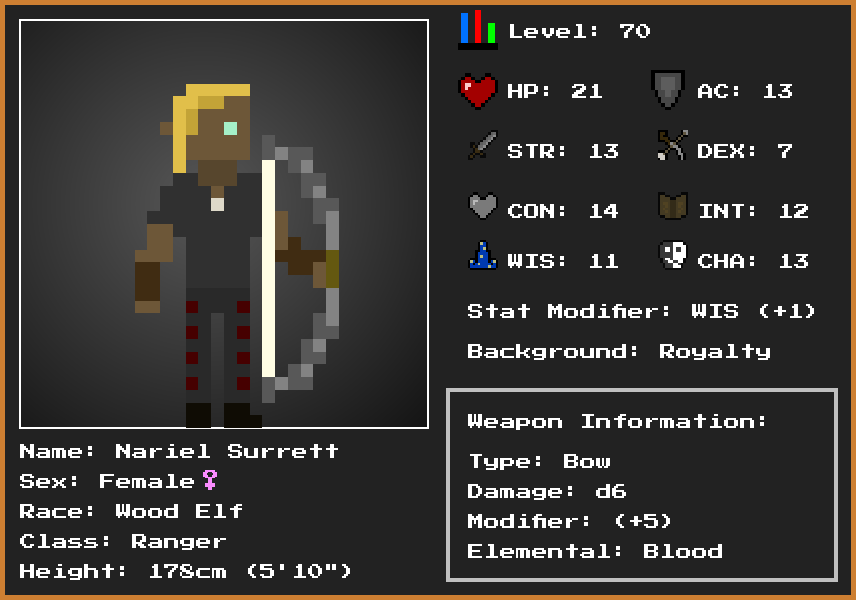 Level: 70
HP: 21
AC: 13
STR: 13
DEX: 7
CON: 14
INT: 12
WIS: 11
CHA: 13
Stat Modifier: WIS (+1)
Background: Royalty
Weapon Information:
Type: Bow
Damage: d6
Modifier: (+5)
Elemental: Blood
Name: Nariel Surrett
Sex: Female♀
Race: Wood Elf
Class: Ranger
Height: 178cm (5'10")